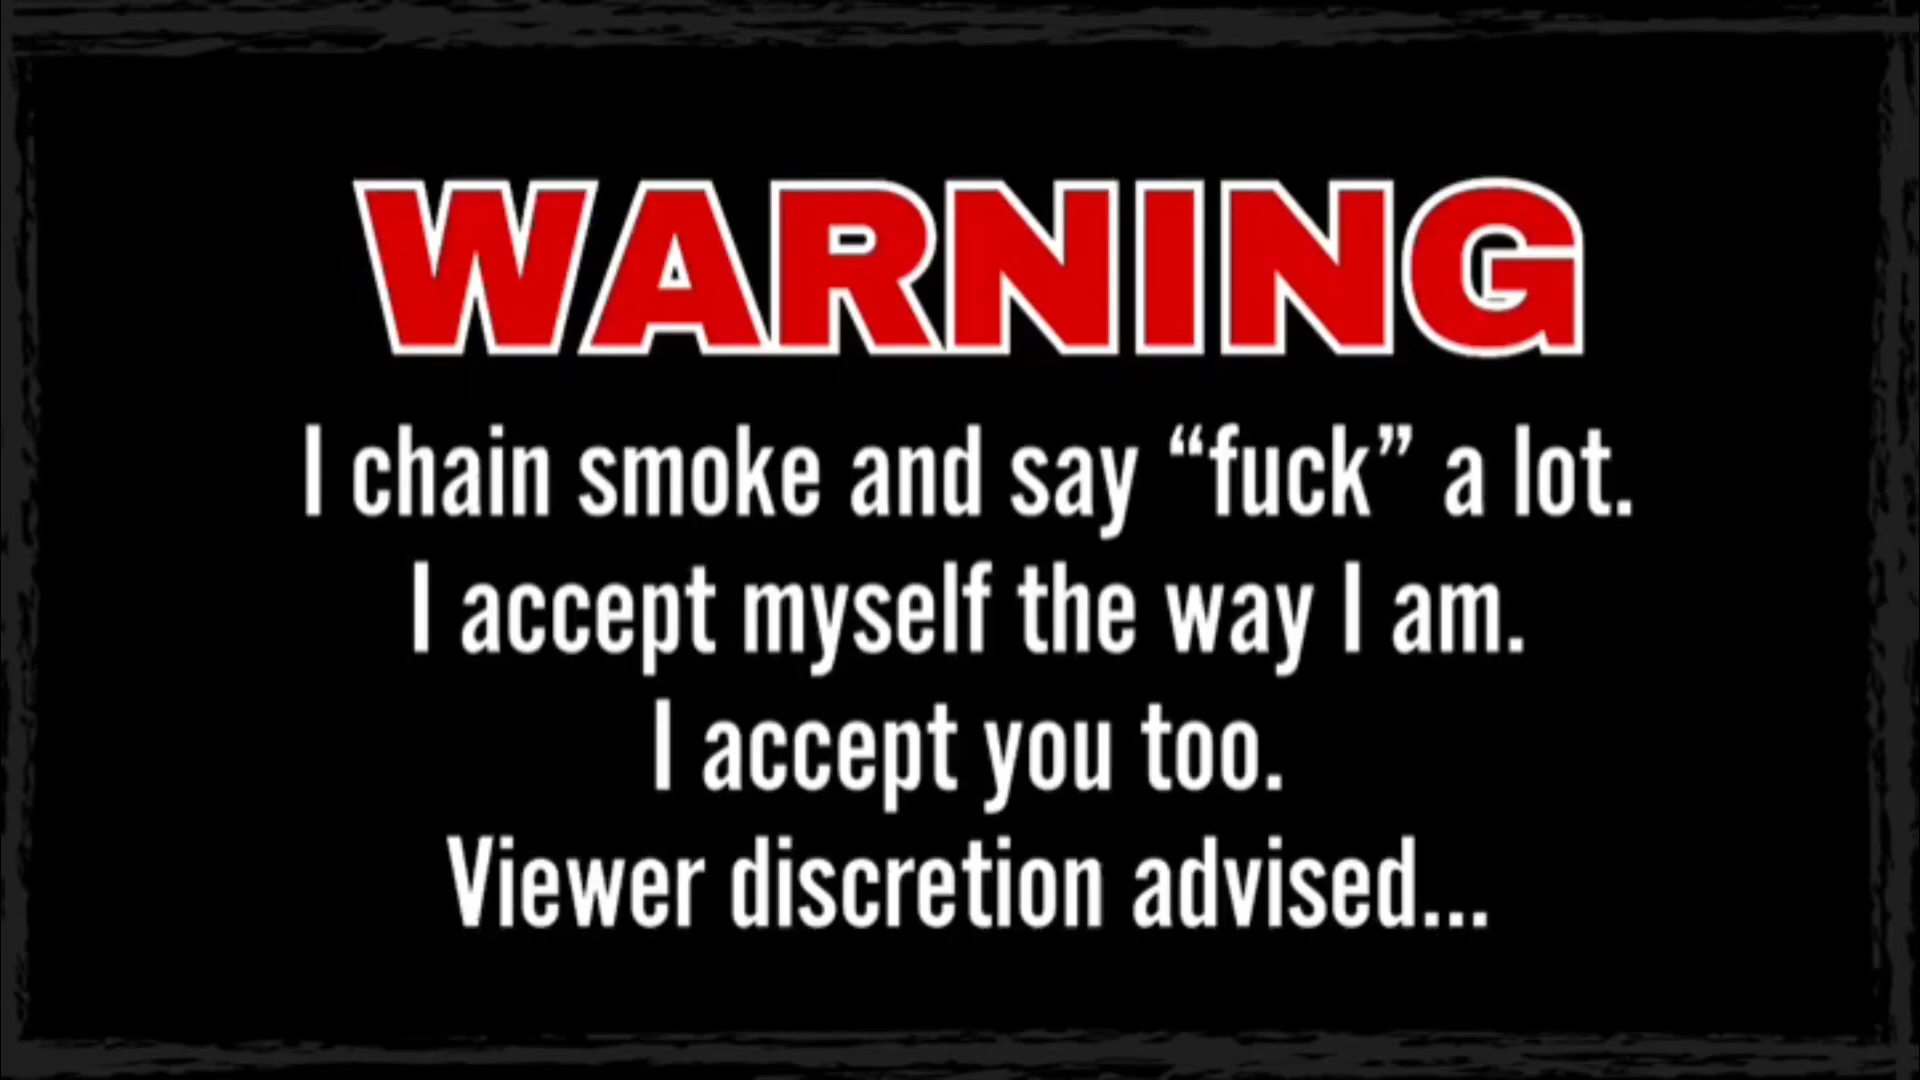 WARNING
I chain smoke and say “fuck” a lot.
I accept myself the way I am.
I accept you too.
Viewer discretion advised...